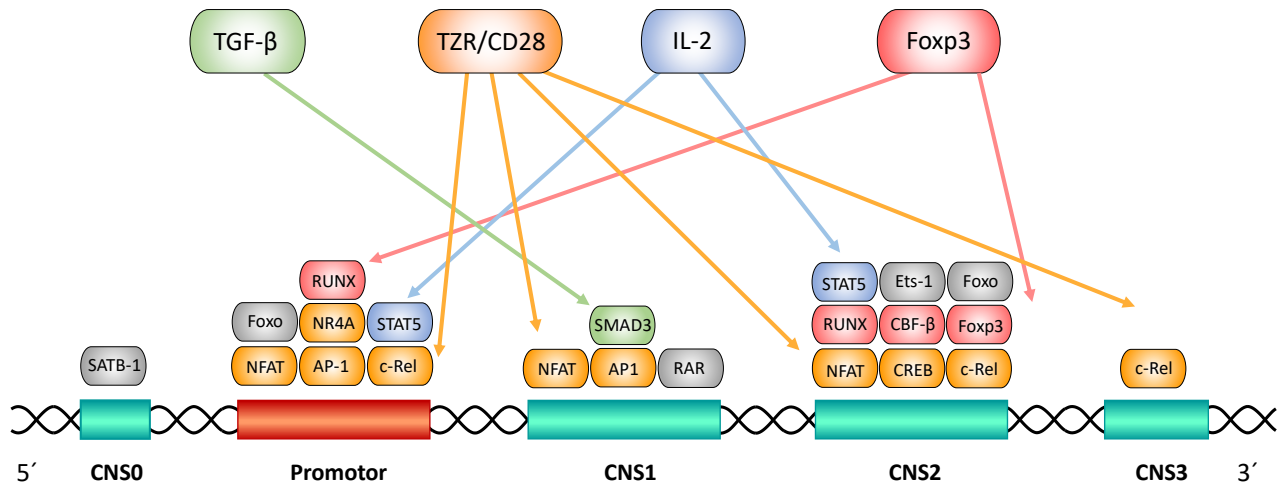 TGF-β
TZR/CD28
IL-2
Foxp3
RUNX
STAT5
Ets-1
Foxo
Foxo
NR4A
STAT5
SMAD3
RUNX
CBF-β
Foxp3
SATB-1
NFAT
AP-1
c-Rel
NFAT
AP1
RAR
NFAT
CREB
c-Rel
c-Rel
5´
CNS0
Promotor
CNS1
CNS2
CNS3
3´